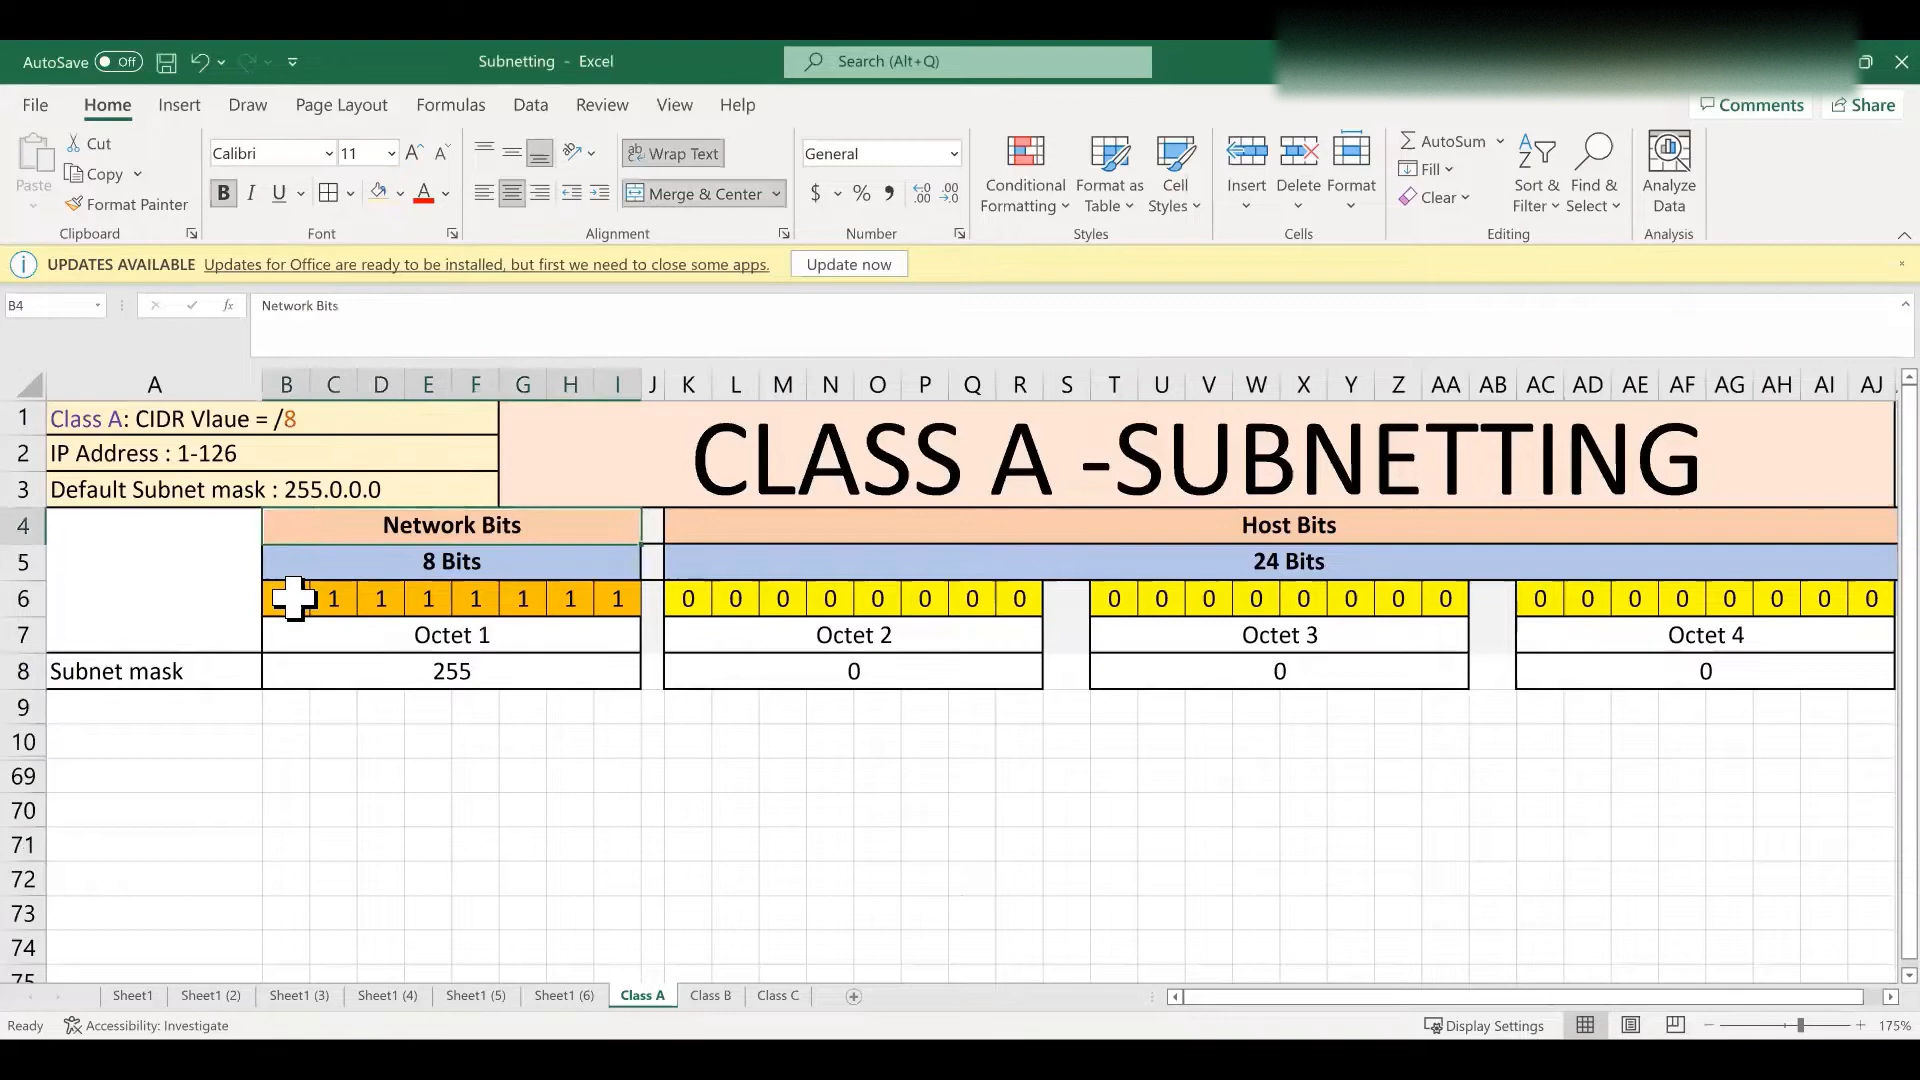 AutoSave Off Subnetting - Excel Search (Alt+Q)
File Home Insert Draw Page Layout Formulas Data Review View Help Comments Share
Paste Cut Copy Format Painter Clipboard
Calibri 11 A A B I U A Font
ab Wrap Text Merge & Center Alignment
General $ % , .00 .00 Number
Conditional Formatting Format as Table Cell Styles Styles
Insert Delete Format Cells
AutoSum Fill Clear Sort & Filter Find & Select Editing
Analyze Data Analysis
UPDATES AVAILABLE Updates for Office are ready to be installed, but first we need to close some apps. Update now
B4 fx Network Bits
A B C D E F G H I J K L M N O P Q R S T U V W X Y Z AA AB AC AD AE AF AG AH AI AJ
1 Class A: CIDR Vlaue = /8
CLASS A -SUBNETTING
2 IP Address : 1-126
3 Default Subnet mask : 255.0.0.0
4 Network Bits Host Bits
5 8 Bits 24 Bits
6 1 1 1 1 1 1 1 0 0 0 0 0 0 0 0 0 0 0 0 0 0 0 0 0 0 0 0 0 0 0 0
7 Octet 1 Octet 2 Octet 3 Octet 4
8 Subnet mask 255 0 0 0
9
10
69
70
71
72
73
74
75
Sheet1 Sheet1 (2) Sheet1 (3) Sheet1 (4) Sheet1 (5) Sheet1 (6) Class A Class B Class C
Ready Accessibility: Investigate Display Settings 175%